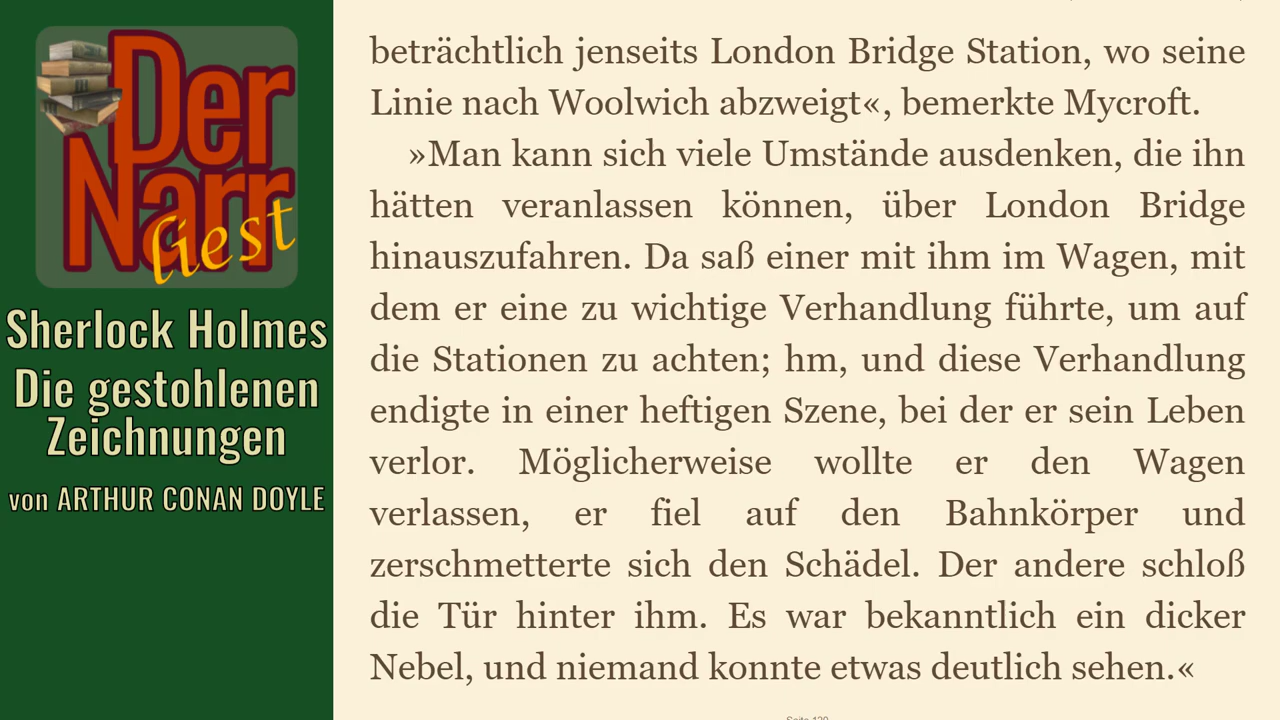 Der
Narr
liest
Sherlock Holmes
Die gestohlenen
Zeichnungen
von ARTHUR CONAN DOYLE
beträchtlich jenseits London Bridge Station, wo seine
Linie nach Woolwich abzweigt«, bemerkte Mycroft.
»Man kann sich viele Umstände ausdenken, die ihn
hätten veranlassen können, über London Bridge
hinauszufahren. Da saß einer mit ihm im Wagen, mit
dem er eine zu wichtige Verhandlung führte, um auf
die Stationen zu achten; hm, und diese Verhandlung
endigte in einer heftigen Szene, bei der er sein Leben
verlor. Möglicherweise wollte er den Wagen
verlassen, er fiel auf den Bahnkörper und
zerschmetterte sich den Schädel. Der andere schloß
die Tür hinter ihm. Es war bekanntlich ein dicker
Nebel, und niemand konnte etwas deutlich sehen.«